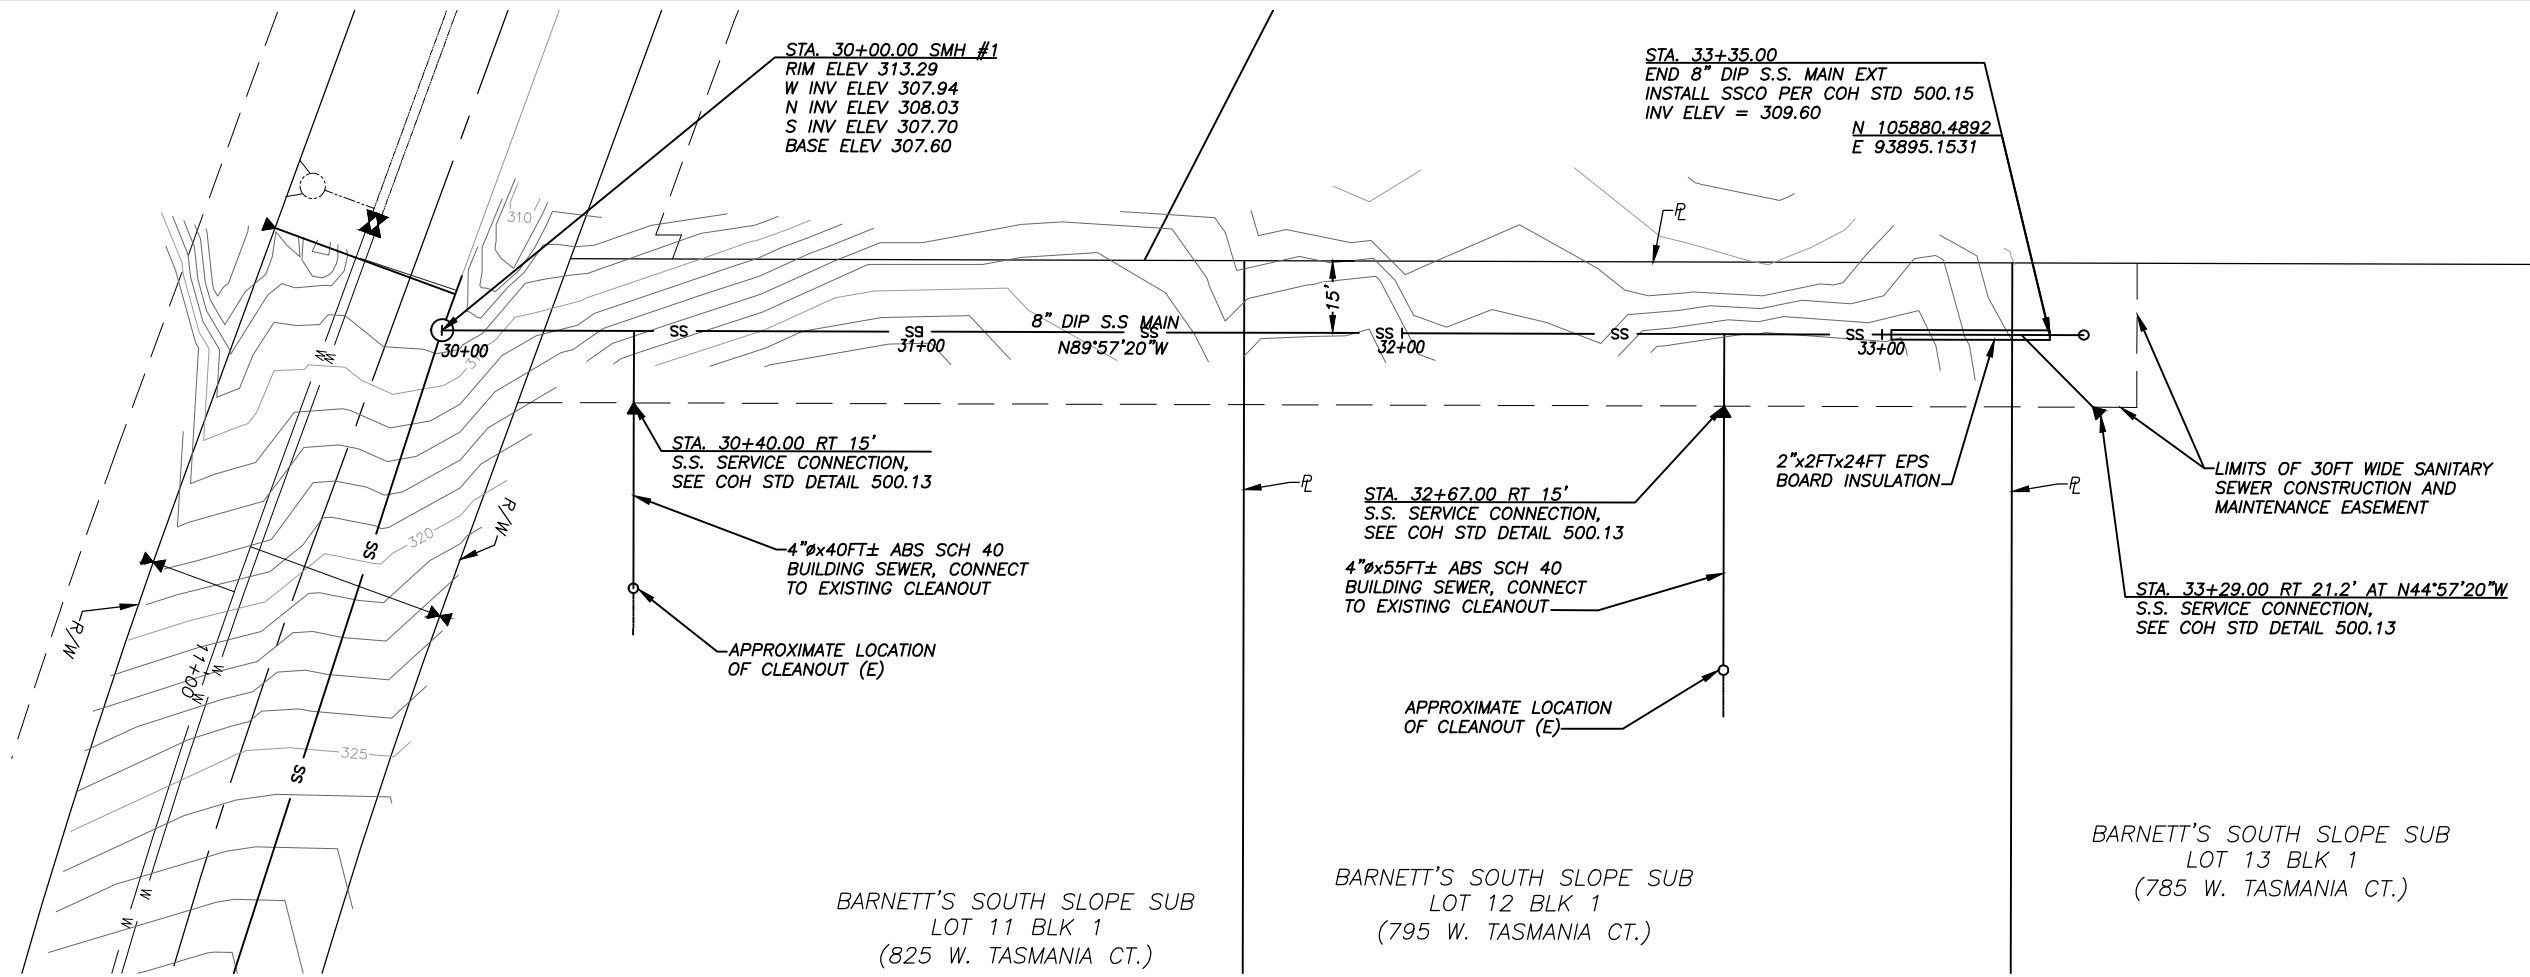 STA. 30+00.00 SMH #1
RIM ELEV 313.29
W INV ELEV 307.94
N INV ELEV 308.03
S INV ELEV 307.70
BASE ELEV 307.60
STA. 33+35.00
END 8" DIP S.S. MAIN EXT
INSTALL SSCO PER COH STD 500.15
INV ELEV = 309.60
N 105880.4892
E 93895.1531
310
PL
15'
SS
SS
8" DIP S.S MAIN
SS
SS
SS
SS
30+00
31+00
N89°57'20"W
32+00
33+00
W
W
STA. 30+40.00 RT 15'
S.S. SERVICE CONNECTION,
SEE COH STD DETAIL 500.13
2"x2FTx24FT EPS
BOARD INSULATION
LIMITS OF 30FT WIDE SANITARY
SEWER CONSTRUCTION AND
MAINTENANCE EASEMENT
PL
PL
STA. 32+67.00 RT 15'
S.S. SERVICE CONNECTION,
SEE COH STD DETAIL 500.13
R/W
320
SS
4"øx40FT± ABS SCH 40
BUILDING SEWER, CONNECT
TO EXISTING CLEANOUT
4"øx55FT± ABS SCH 40
BUILDING SEWER, CONNECT
TO EXISTING CLEANOUT
STA. 33+29.00 RT 21.2' AT N44°57'20"W
S.S. SERVICE CONNECTION,
SEE COH STD DETAIL 500.13
R/W
APPROXIMATE LOCATION
OF CLEANOUT (E)
11+00
W
W
APPROXIMATE LOCATION
OF CLEANOUT (E)
325
SS
W
W
BARNETT'S SOUTH SLOPE SUB
LOT 11 BLK 1
(825 W. TASMANIA CT.)
BARNETT'S SOUTH SLOPE SUB
LOT 12 BLK 1
(795 W. TASMANIA CT.)
BARNETT'S SOUTH SLOPE SUB
LOT 13 BLK 1
(785 W. TASMANIA CT.)